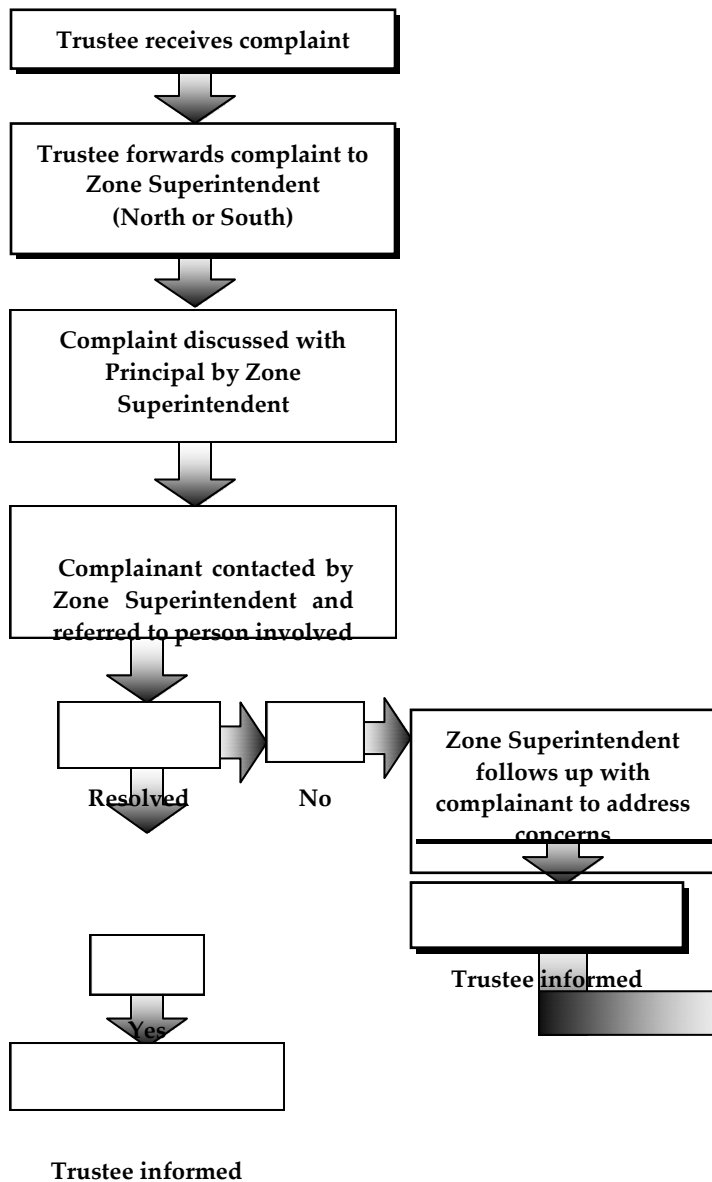 Trustee receives complaint
Trustee forwards complaint to
Zone Superintendent
(North or South)
Complaint discussed with
Principal by Zone
Superintendent
Complainant contacted by
Zone Superintendent and
referred to person involved
Resolved
No
Zone Superintendent
follows up with
complainant to address
concerns
Trustee informed
Yes
Trustee informed